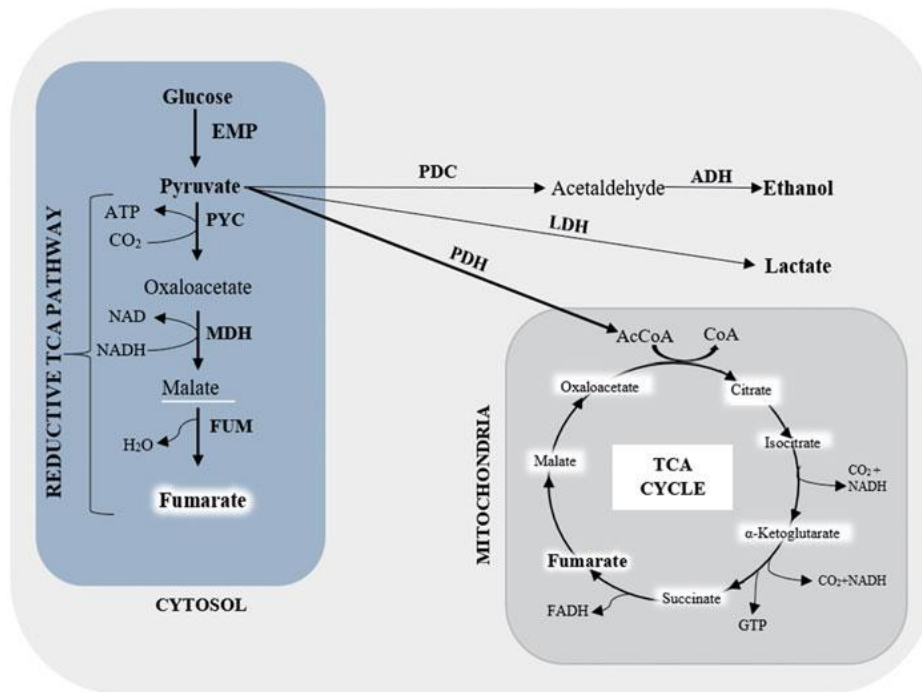 Glucose
EMP
Pyruvate
ATP
PYC
CO₂
Oxaloacetate
NAD
MDH
NADH
Malate
FUM
H₂O
Fumarate
REDUCTIVE TCA PATHWAY
CYTOSOL
PDC
Acetaldehyde
ADH
Ethanol
LDH
Lactate
PDH
MITOCHONDRIA
AcCoA
CoA
Oxaloacetate
Citrate
Isocitrate
Malate
TCA
CYCLE
CO₂ +
NADH
α-Ketoglutarate
Fumarate
CO₂+NADH
Succinate
FADH
GTP